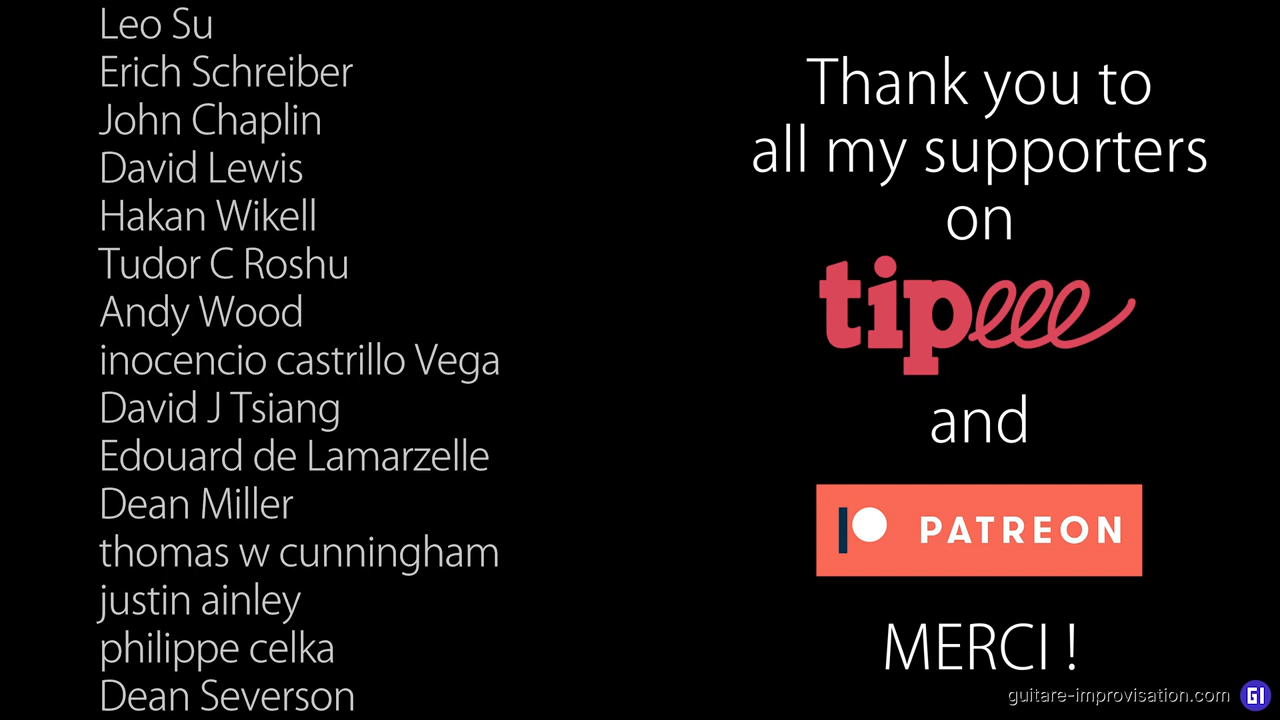 Leo Su
Erich Schreiber
John Chaplin
David Lewis
Hakan Wikell
Tudor C Roshu
Andy Wood
inocencio castrillo Vega
David J Tsiang
Edouard de Lamarzelle
Dean Miller
thomas w cunningham
justin ainley
philippe celka
Dean Severson
Thank you to
all my supporters
on
tipeee
and
PATREON
MERCI !
guitare-improvisation.com GI